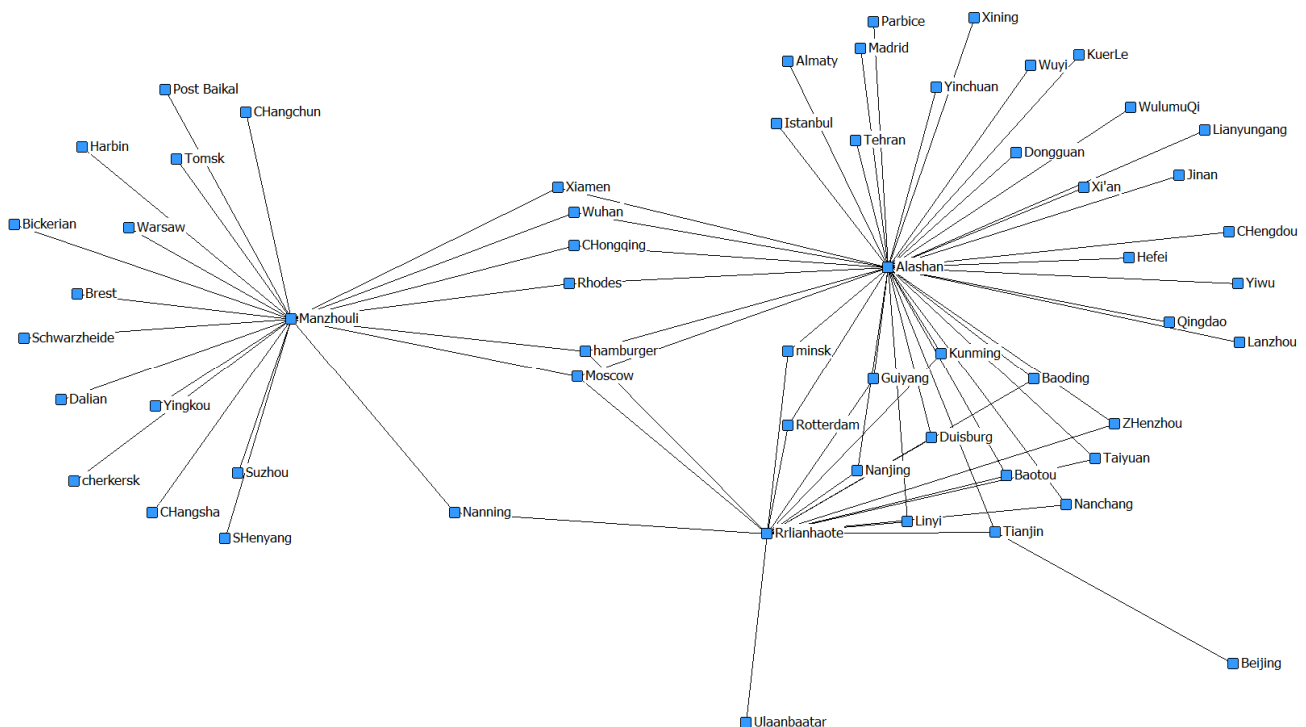 Parbice
Xining
Madrid
KuerLe
Almaty
Wuyi
Post Baikal
Yinchuan
CHangchun
WulumuQi
Istanbul
Lianyungang
Tehran
Harbin
Dongguan
Tomsk
Jinan
Xiamen
Xi'an
Wuhan
Bickerian
Warsaw
CHengdou
CHongqing
Hefei
Alashan
Rhodes
Yiwu
Brest
Manzhouli
Qingdao
Schwarzheide
Lanzhou
hamburger
minsk
Kunming
Moscow
Guiyang
Baoding
Dalian
Yingkou
Rotterdam
ZHenzhou
Duisburg
Taiyuan
Nanjing
Suzhou
Baotou
cherkersk
Nanchang
CHangsha
Nanning
Linyi
Rrlianhaote
Tianjin
SHenyang
Beijing
Ulaanbaatar